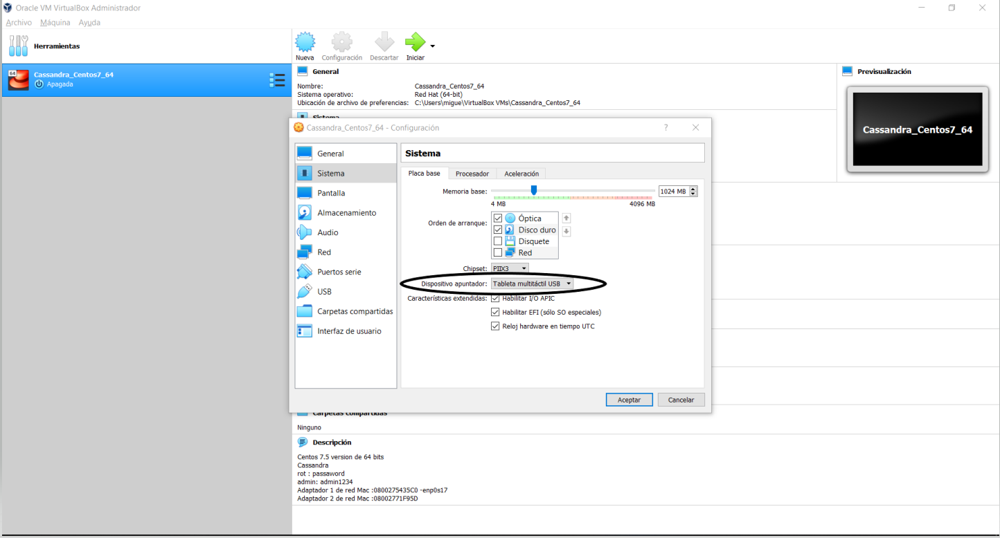 Oracle VM VirtualBox Administrador
Archivo Máquina Ayuda
Herramientas
Nueva Configuración Descartar Iniciar
64 Cassandra_Centos7_64
Apagada
General
Nombre: Cassandra_Centos7_64
Sistema operativo: Red Hat (64-bit)
Ubicación de archivo de preferencias: C:\Users\migue\VirtualBox VMs\Cassandra_Centos7_64
Previsualización
Cassandra_Centos7_64
Sistema
Cassandra_Centos7_64 - Configuración ?
General
Sistema
Pantalla
Almacenamiento
Audio
Red
Puertos serie
USB
Carpetas compartidas
Interfaz de usuario
Sistema
Placa base Procesador Aceleración
Memoria base: 1024 MB
4 MB 4096 MB
Orden de arranque: Óptica
Disco duro
Disquete
Red
Chipset: PIIX3
Dispositivo apuntador: Tableta multitáctil USB
Características extendidas: Habilitar I/O APIC
Habilitar EFI (sólo SO especiales)
Reloj hardware en tiempo UTC
Aceptar Cancelar
Carpetas compartidas
Ninguno
Descripción
Centos 7.5 version de 64 bits
Cassandra
rot : passaword
admin: admin1234
Adaptador 1 de red Mac :0800275435C0 -enp0s17
Adaptador 2 de red Mac :08002771F95D